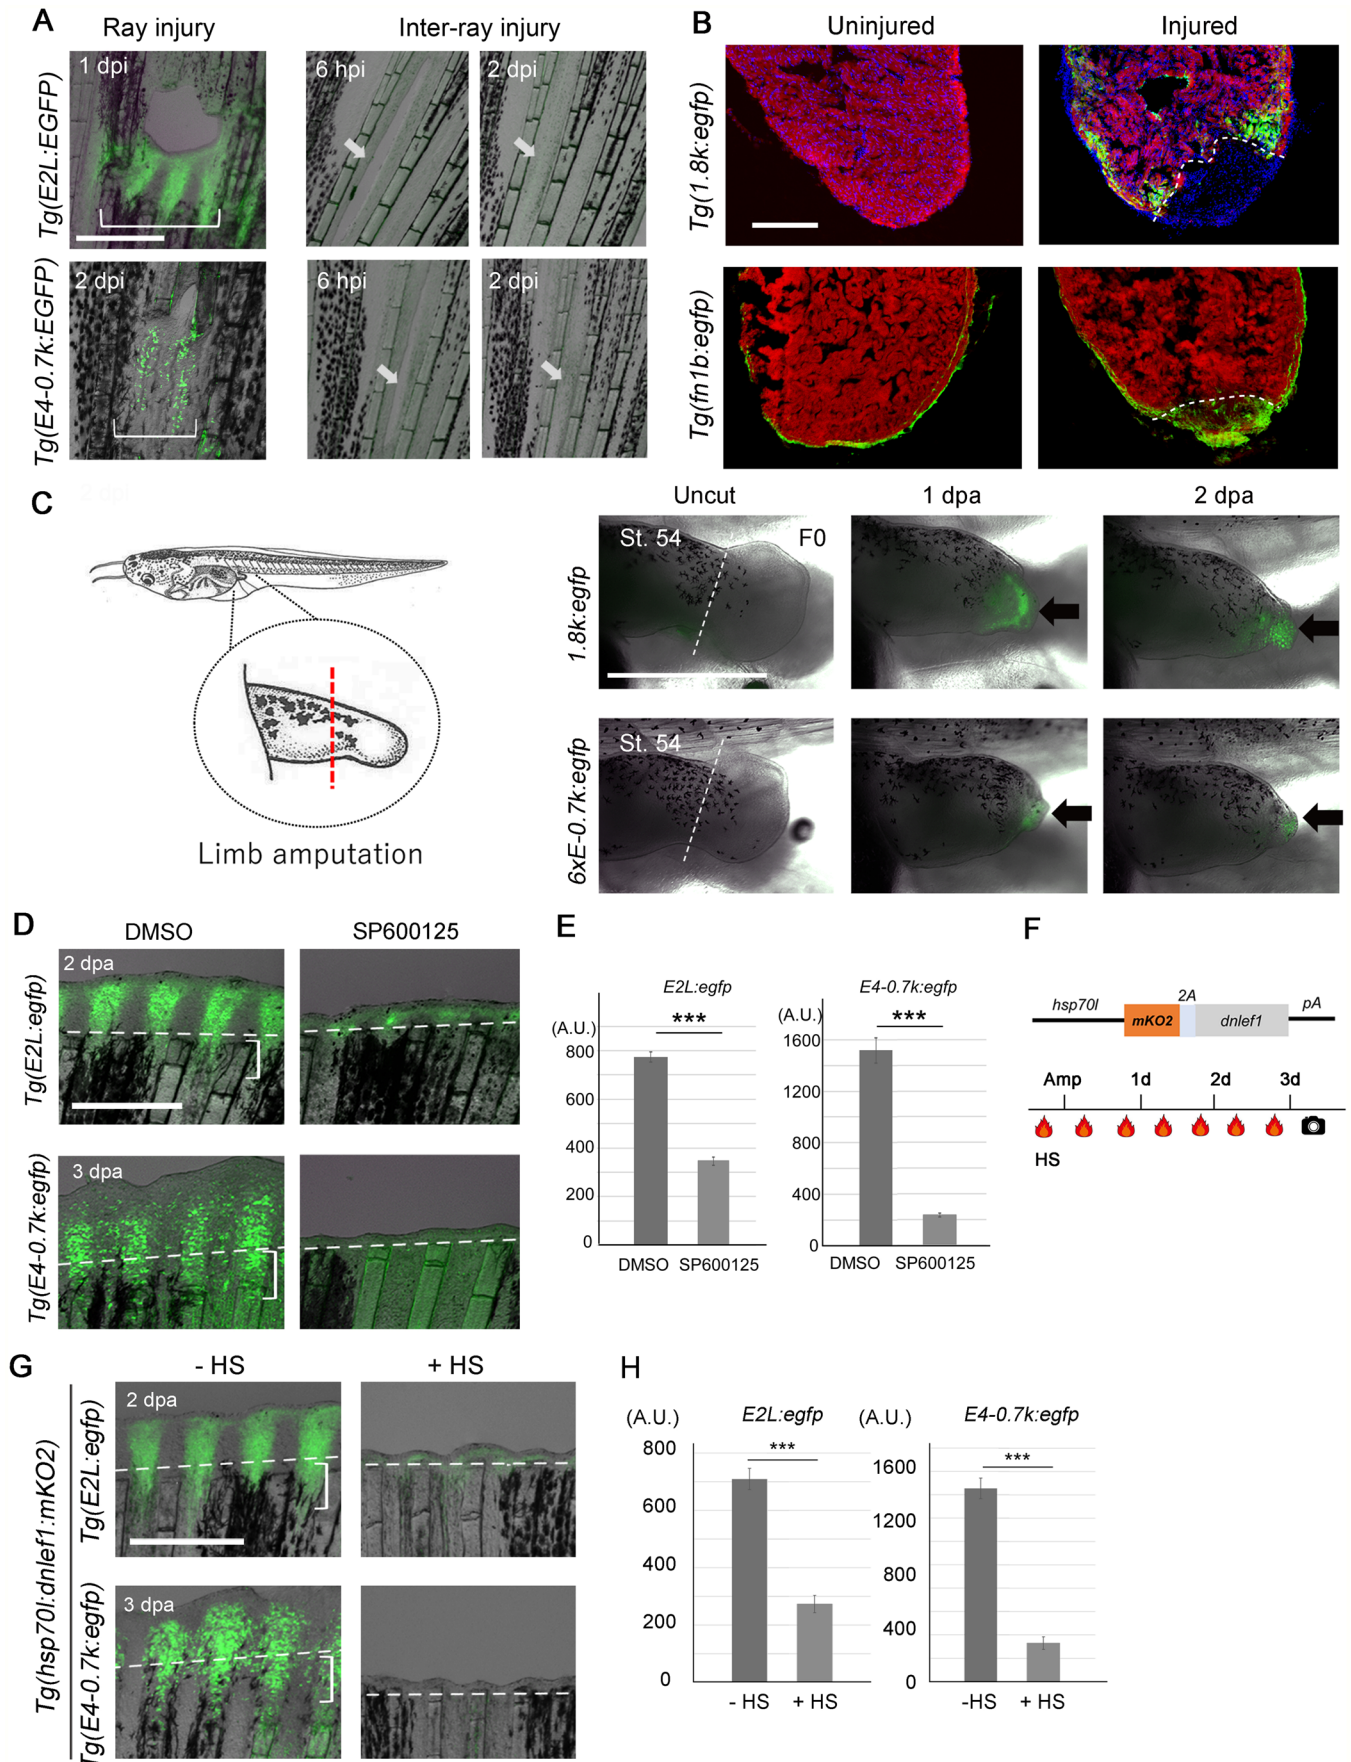 A
Ray injury
Inter-ray injury
Tg(E2L:EGFP)
1 dpi
6 hpi
2 dpi
Tg(E4-0.7k:EGFP)
2 dpi
6 hpi
2 dpi
B
Uninjured
Injured
Tg(1.8k:egfp)
Tg(fn1b:egfp)
C
Limb amputation
Uncut
1 dpa
2 dpa
1.8k:egfp
St. 54
F0
6xE-0.7k:egfp
St. 54
D
DMSO
SP600125
Tg(E2L:egfp)
2 dpa
Tg(E4-0.7k:egfp)
3 dpa
E
E2L:egfp
(A.U.)
***
800
600
400
200
0
DMSO
SP600125
E4-0.7k:egfp
(A.U.)
***
1600
1200
800
400
0
DMSO
SP600125
F
hsp70l
2A
pA
mKO2
dnlef1
Amp
1d
2d
3d
HS
G
- HS
+ HS
Tg(hsp70l:dnlef1:mKO2)
Tg(E2L:egfp)
2 dpa
Tg(E4-0.7k:egfp)
3 dpa
H
(A.U.)
E2L:egfp
***
800
600
400
200
0
- HS
+ HS
(A.U.)
E4-0.7k:egfp
***
1600
1200
800
400
0
-HS
+ HS